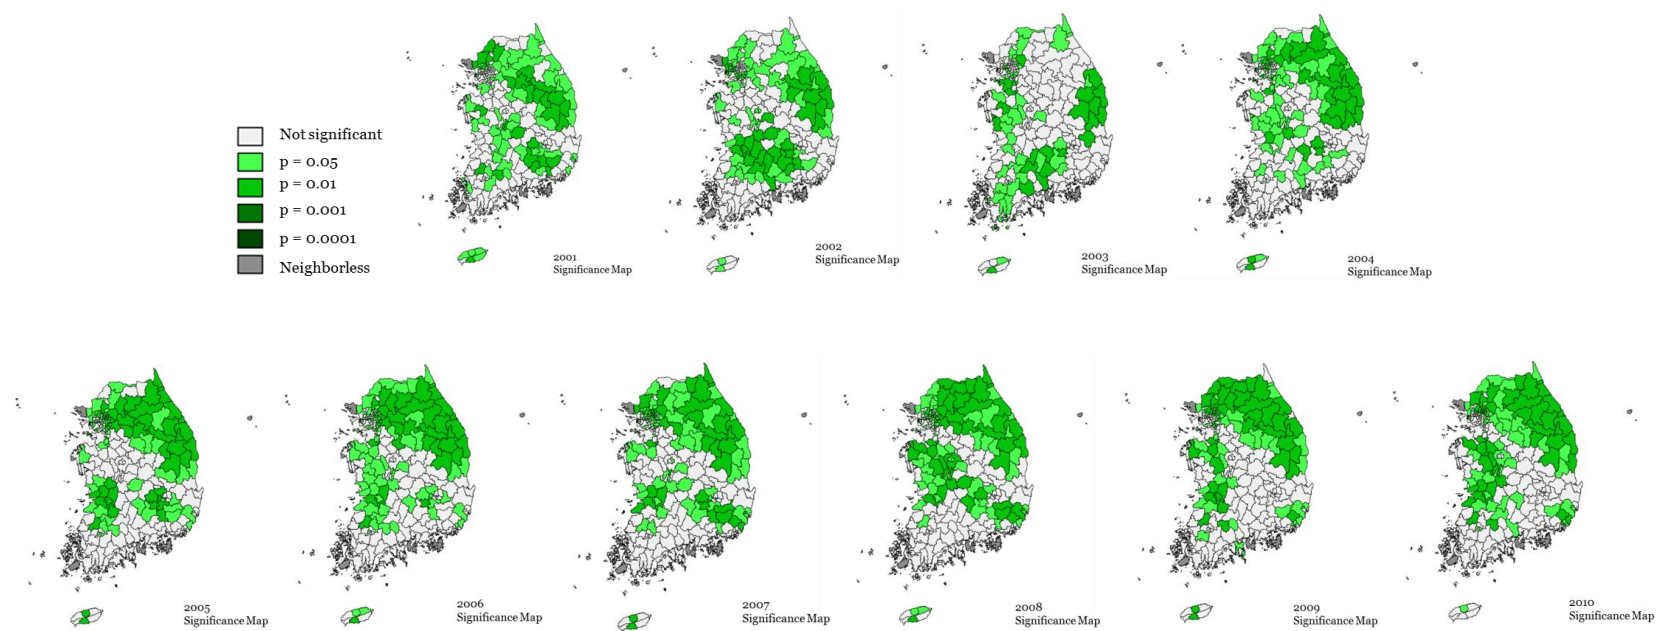 Not significant
p = 0.05
p = 0.01
p = 0.001
p = 0.0001
Neighborless
2001
Significance Map
2002
Significance Map
2003
Significance Map
2004
Significance Map
2005
Significance Map
2006
Significance Map
2007
Significance Map
2008
Significance Map
2009
Significance Map
2010
Significance Map